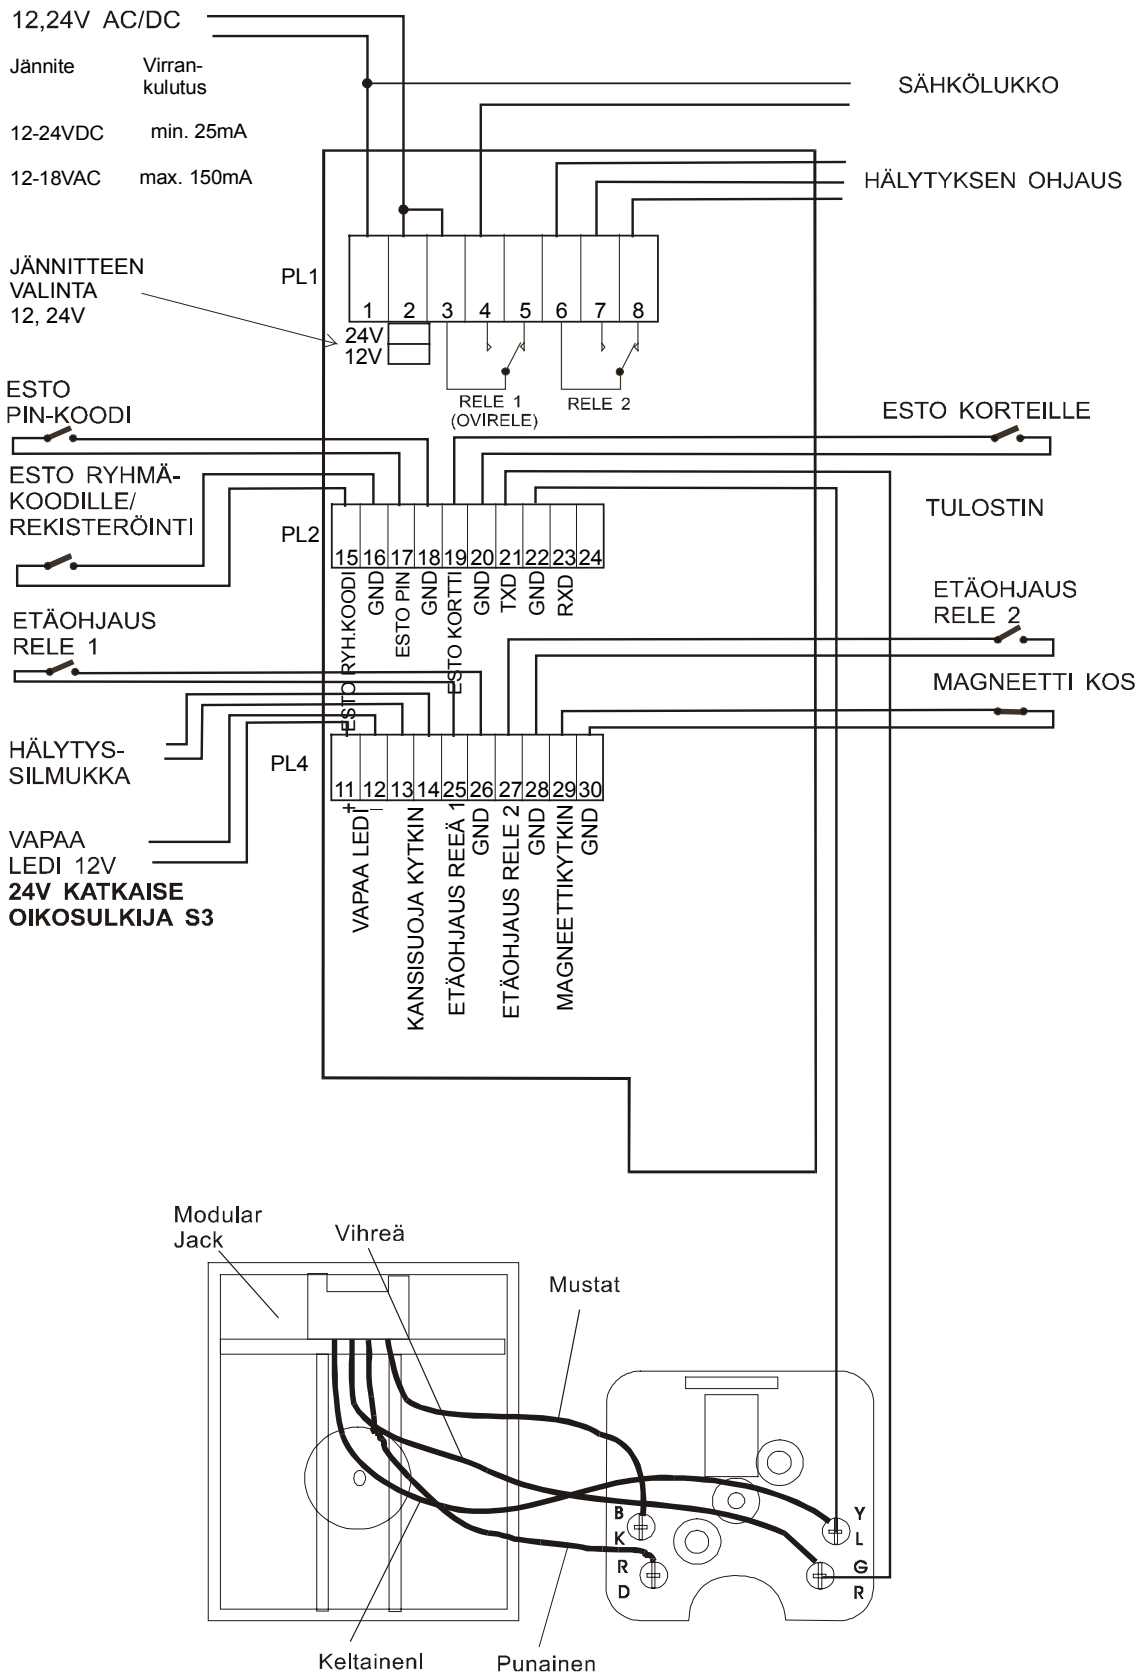 12,24V AC/DC
Jännite
Virran-
kulutus
12-24VDC
min. 25mA
12-18VAC
max. 150mA
SÄHKÖLUKKO
HÄLYTYKSEN OHJAUS
JÄNNITTEEN
VALINTA
12, 24V
PL1
1 2 3 4 5 6 7 8
24V
12V
RELE 1
(OVIRELE)
RELE 2
ESTO
PIN-KOODI
ESTO KORTEILLE
ESTO RYHMÄ-
KOODILLE/
REKISTERÖINTI
TULOSTIN
PL2
15 16 17 18 19 20 21 22 23 24
ESTO RYH.KOODI
GND
ESTO PIN
GND
ESTO KORTTI
GND
TXD
GND
RXD
ETÄOHJAUS
RELE 1
ETÄOHJAUS
RELE 2
MAGNEETTI KOS
HÄLYTYS-
SILMUKKA
PL4
11 12 13 14 25 26 27 28 29 30
+
–
VAPAA LEDI
KANSISUOJA KYTKIN
ETÄOHJAUS REEÄ 1
GND
ETÄOHJAUS RELE 2
GND
MAGNEETTIKYTKIN
GND
VAPAA
LEDI 12V
24V KATKAISE
OIKOSULKIJA S3
Modular
Jack
Vihreä
Mustat
B
K
R
D
Y
L
G
R
Keltainenl
Punainen